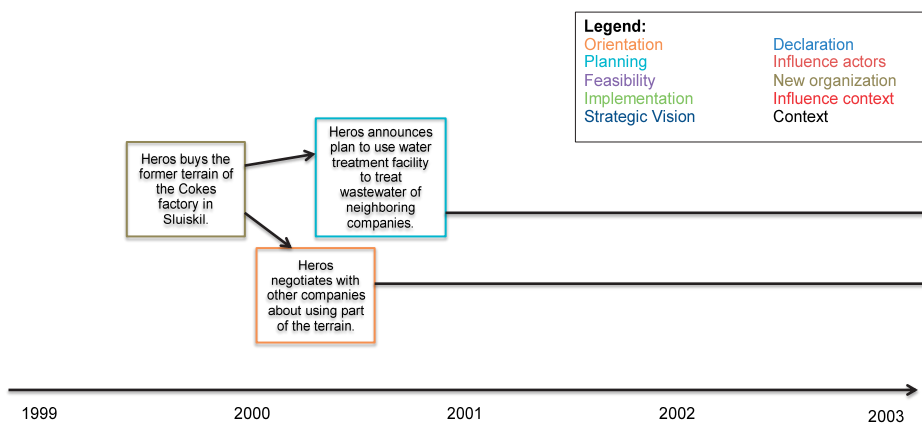 Legend:
Orientation
Planning
Feasibility
Implementation
Strategic Vision
Declaration
Influence actors
New organization
Influence context
Context
Heros buys the
former terrain of
the Cokes
factory in
Sluiskil.
Heros announces
plan to use water
treatment facility
to treat
wastewater of
neighboring
companies.
Heros
negotiates with
other companies
about using part
of the terrain.
1999
2000
2001
2002
2003